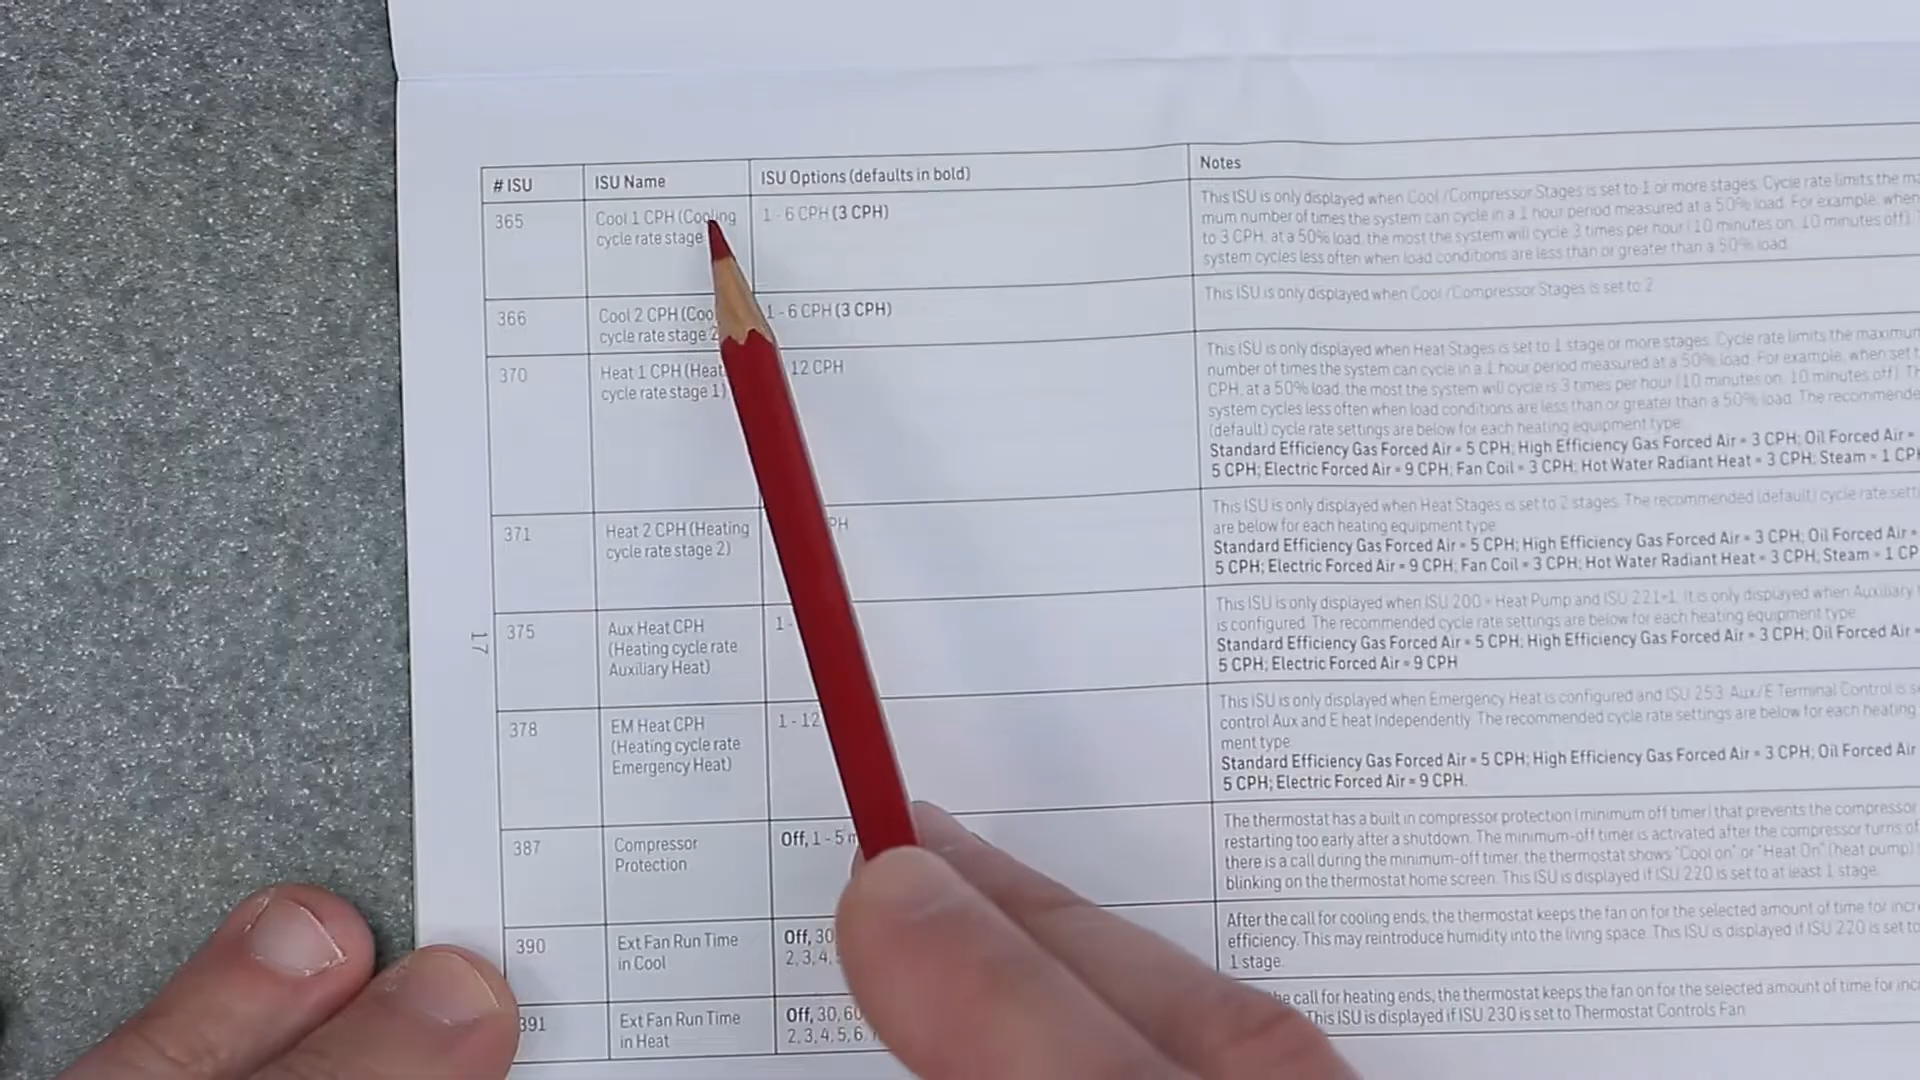 # ISU
ISU Name
ISU Options (defaults in bold)
Notes
365
Cool 1 CPH (Cooling
cycle rate stage
1 - 6 CPH (3 CPH)
This ISU is only displayed when Cool /Compressor Stages is set to 1 or more stages. Cycle rate limits the
mum number of times the system can cycle in a 1 hour period measured at a 50% load. For example, when
to 3 CPH, at a 50% load, the most the system will cycle 3 times per hour (10 minutes on, 10 minutes off).
system cycles less often when load conditions are less than or greater than a 50% load.
366
Cool 2 CPH (
cycle rate stage 2
1 - 6 CPH (3 CPH)
This ISU is only displayed when Cool /Compressor Stages is set to 2
370
Heat 1 CPH (
cycle rate stage 1)
12 CPH
This ISU is only displayed when Heat Stages is set to 1 stage or more stages. Cycle rate limits the maximum
number of times the system can cycle in a 1 hour period measured at a 50% load. For example, when set
CPH, at a 50% load, the most the system will cycle is 3 times per hour (10 minutes on, 10 minutes off).
system cycles less often when load conditions are less than or greater than a 50% load. The
(default) cycle rate settings are below for each heating equipment type:
Standard Efficiency Gas Forced Air = 5 CPH; High Efficiency Gas Forced Air = 3 CPH; Oil Forced Air =
5 CPH; Electric Forced Air = 9 CPH; Fan Coil = 3 CPH; Hot Water Radiant Heat = 3 CPH; Steam = 1 CPH
371
Heat 2 CPH (Heating
cycle rate stage 2)
This ISU is only displayed when Heat Stages is set to 2 stages. The recommended (default) cycle rate
are below for each heating equipment type
Standard Efficiency Gas Forced Air = 5 CPH; High Efficiency Gas Forced Air = 3 CPH; Oil Forced Air =
5 CPH; Electric Forced Air = 9 CPH; Fan Coil = 3 CPH; Hot Water Radiant Heat = 3 CPH; Steam = 1
375
Aux Heat CPH
(Heating cycle rate
Auxiliary Heat)
1 -
This ISU is only displayed when ISU 200 = Heat Pump and ISU 221=1. It is only displayed when Auxiliary
is configured. The recommended cycle rate settings are below for each heating equipment type
Standard Efficiency Gas Forced Air = 5 CPH; High Efficiency Gas Forced Air = 3 CPH; Oil Forced Air =
5 CPH; Electric Forced Air = 9 CPH
378
EM Heat CPH
(Heating cycle rate
Emergency Heat)
1 - 12
This ISU is only displayed when Emergency Heat is configured and ISU 253 Aux/E Terminal Control is
control Aux and E heat Independently. The recommended cycle rate settings are below for each heating
ment type
Standard Efficiency Gas Forced Air = 5 CPH; High Efficiency Gas Forced Air = 3 CPH; Oil Forced Air
5 CPH; Electric Forced Air = 9 CPH.
387
Compressor
Protection
Off, 1 - 5
The thermostat has a built in compressor protection (minimum off timer) that prevents the compressor
restarting too early after a shutdown. The minimum-off timer is activated after the compressor turns
there is a call during the minimum-off timer, the thermostat shows "Cool on" or "Heat On" (heat pump)
blinking on the thermostat home screen. This ISU is displayed if ISU 220 is set to at least 1 stage.
390
Ext Fan Run Time
in Cool
Off, 30
2, 3, 4,
After the call for cooling ends, the thermostat keeps the fan on for the selected amount of time for
efficiency. This may reintroduce humidity into the living space. This ISU is displayed if ISU 220 is set
1 stage.
391
Ext Fan Run Time
in Heat
Off, 30, 60
2, 3, 4, 5, 6,
call for heating ends, the thermostat keeps the fan on for the selected amount of time for
This ISU is displayed if ISU 230 is set to Thermostat Controls Fan
17